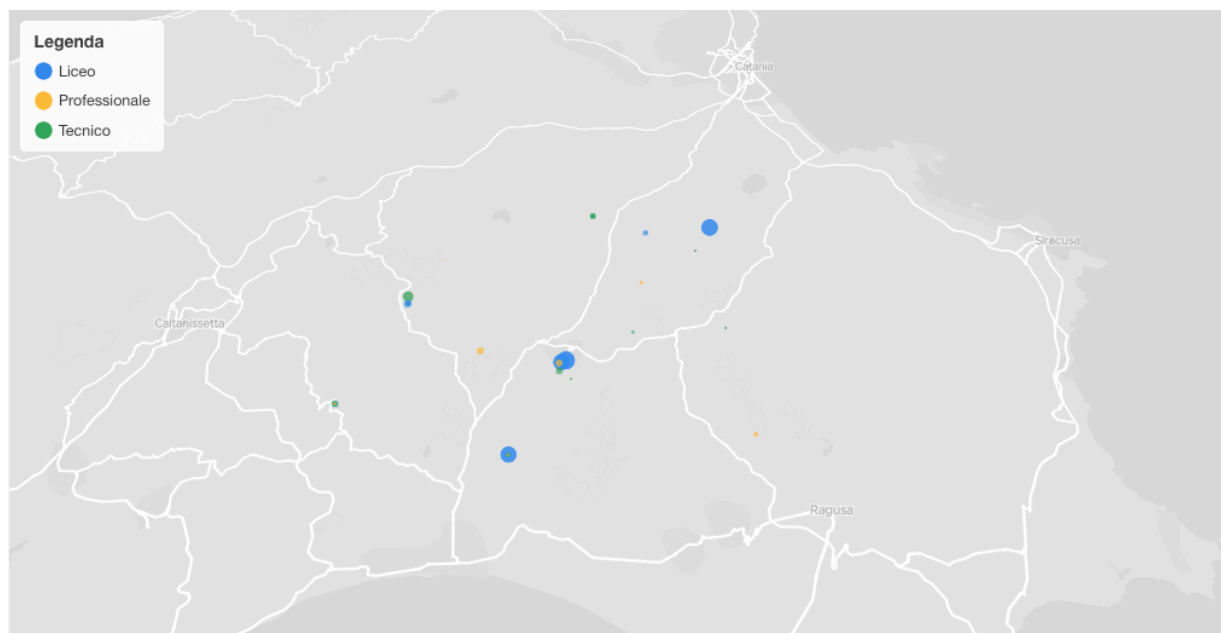 Legenda
Liceo
Professionale
Tecnico
Catania
Siracusa
Caltanissetta
Ragusa